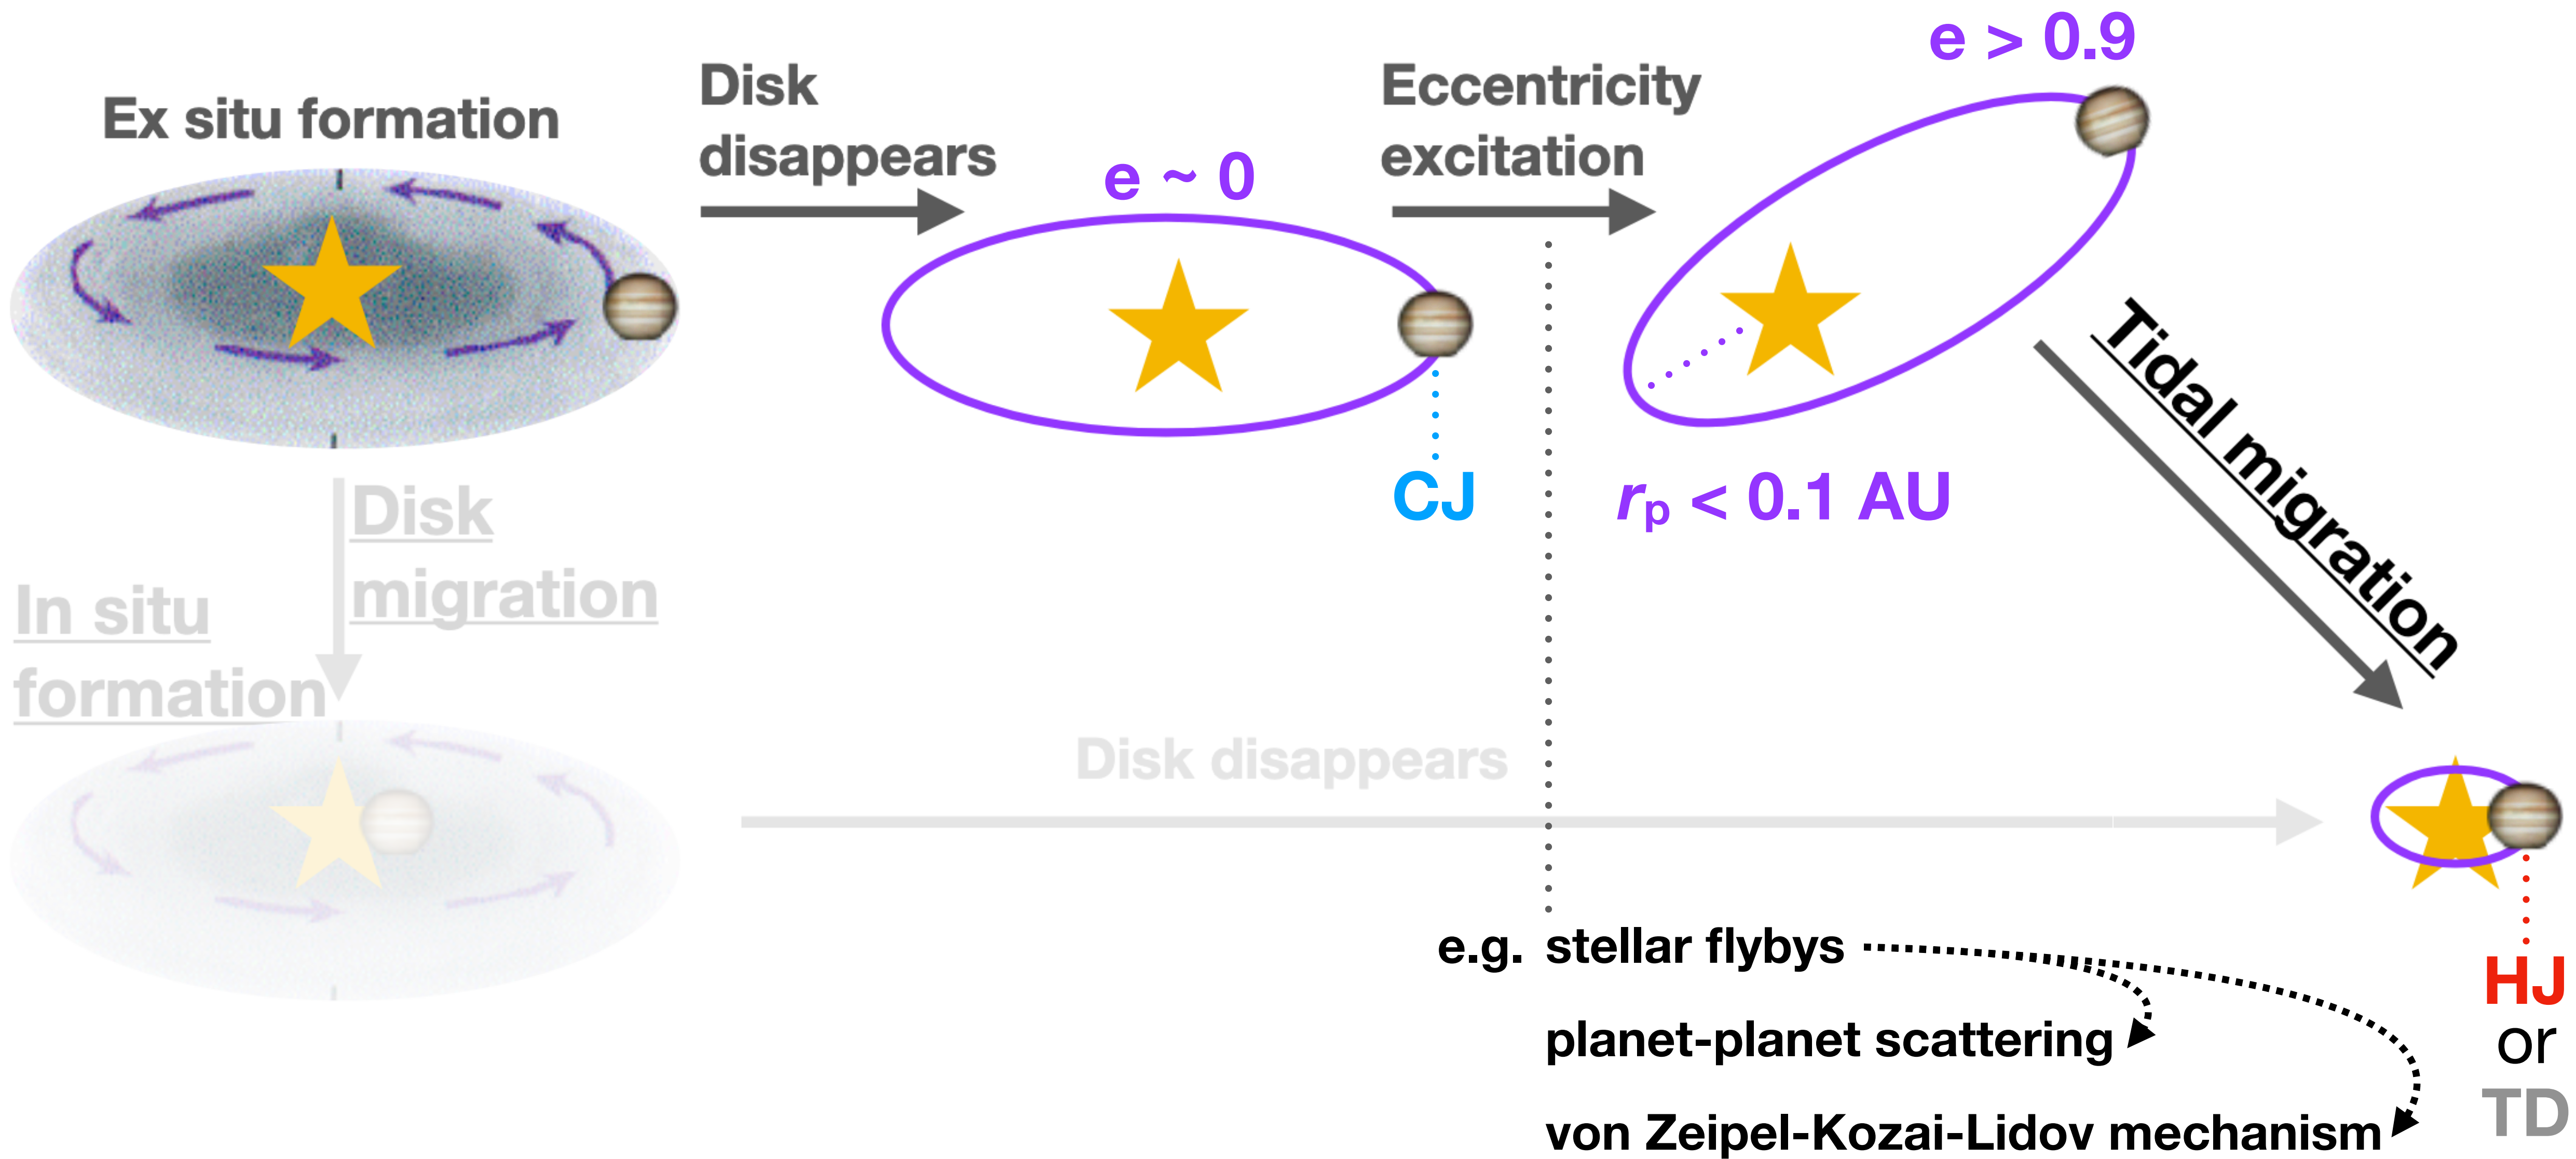 Ex situ formation
Disk
disappears
e ~ 0
Eccentricity
excitation
e > 0.9
CJ
rp < 0.1 AU
Tidal migration
Disk
migration
In situ
formation
Disk disappears
e.g. stellar flybys
planet-planet scattering
von Zeipel-Kozai-Lidov mechanism
HJ
or
TD